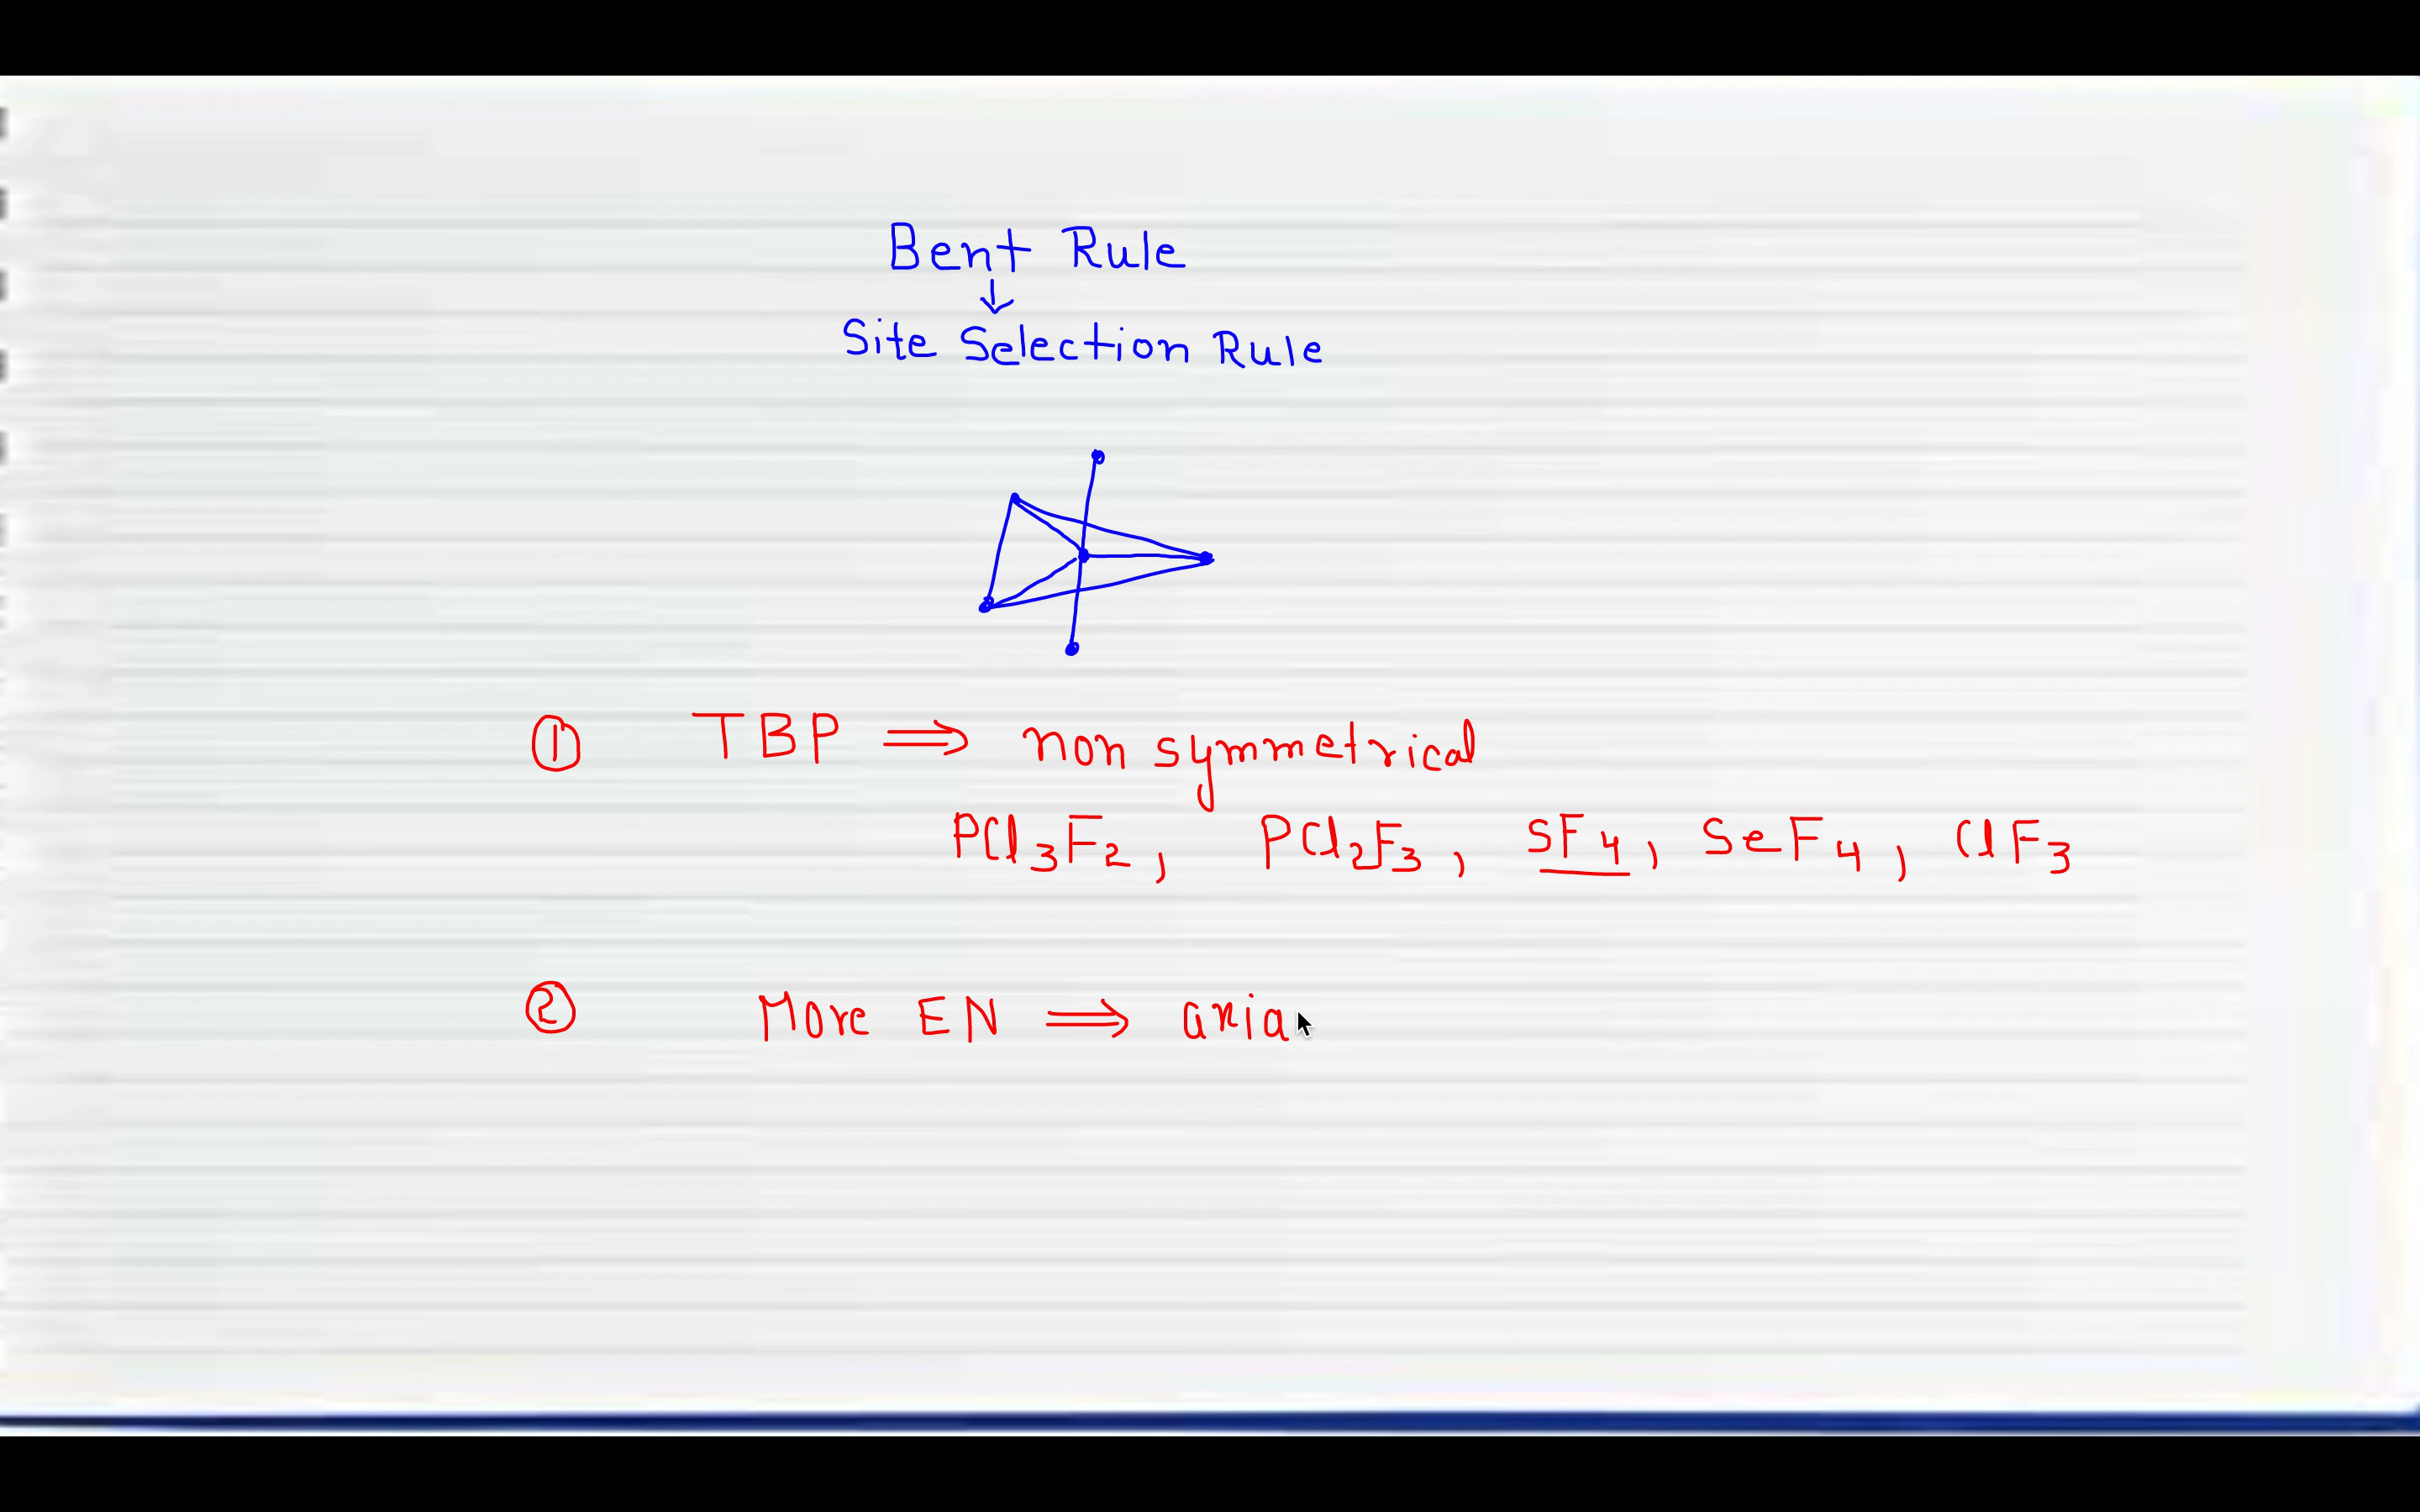 Bent Rule
↓
Site Selection Rule
① TBP ⟹ non symmetrical
PCl₃F₂, PCl₂F₃, SF₄, SeF₄, ClF₃
② More EN ⟹ axia